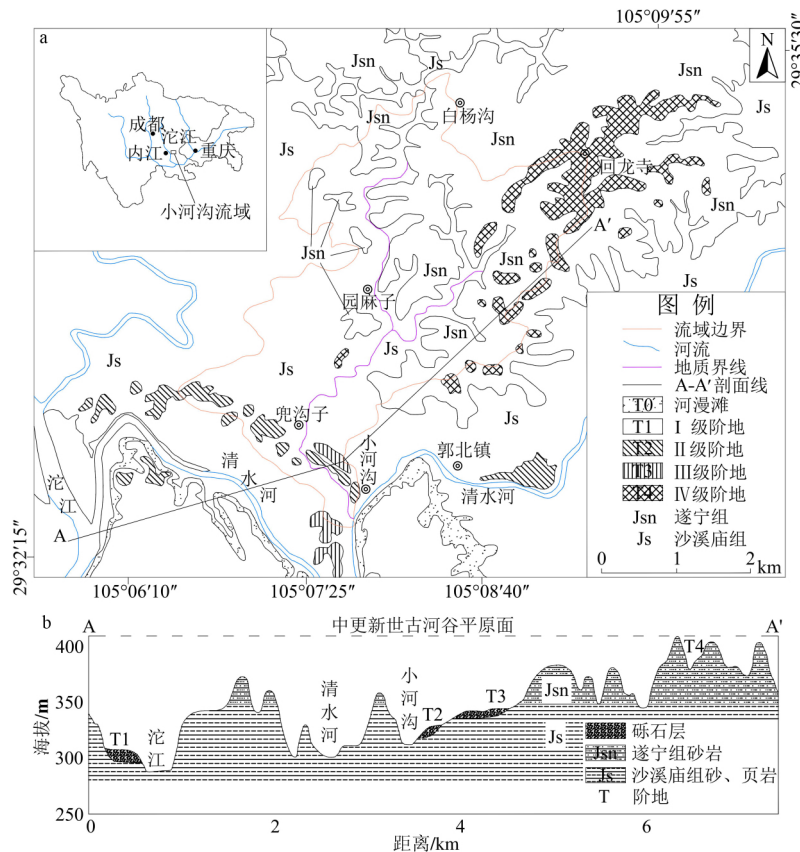 105°09′55″
29°35′30″
a
N
成都
沱江
内江
重庆
小河沟流域
Jsn
Js
Jsn
Js
Jsn
Jsn
Js
白杨沟
回龙寺
Jsn
A′
Jsn
Jsn
Jsn
Js
园麻子
Jsn
Js
Js
Js
Js
兜沟子
小河沟
郭北镇
清水河
清水河
沱江
A
29°32′15″
105°06′10″
105°07′25″
105°08′40″
图 例
流域边界
河流
地质界线
A-A′剖面线
T0 河漫滩
T1 Ⅰ级阶地
T2 Ⅱ级阶地
T3 Ⅲ级阶地
T4 Ⅳ级阶地
Jsn 遂宁组
Js 沙溪庙组
0 1 2
km
b
A
中更新世古河谷平原面
A'
400
350
300
250
海拔/m
T1
沱江
清水河
小河沟
T2
T3
T4
Jsn
Js
砾石层
Jsn 遂宁组砂岩
Js 沙溪庙组砂、页岩
T 阶地
0 2 4 6
距离/km